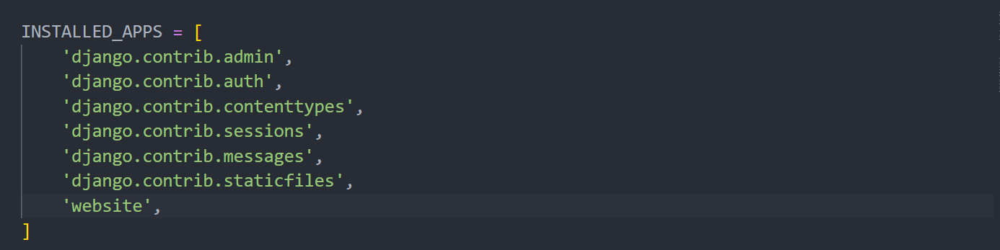 INSTALLED_APPS = [
    'django.contrib.admin',
    'django.contrib.auth',
    'django.contrib.contenttypes',
    'django.contrib.sessions',
    'django.contrib.messages',
    'django.contrib.staticfiles',
    'website',
]